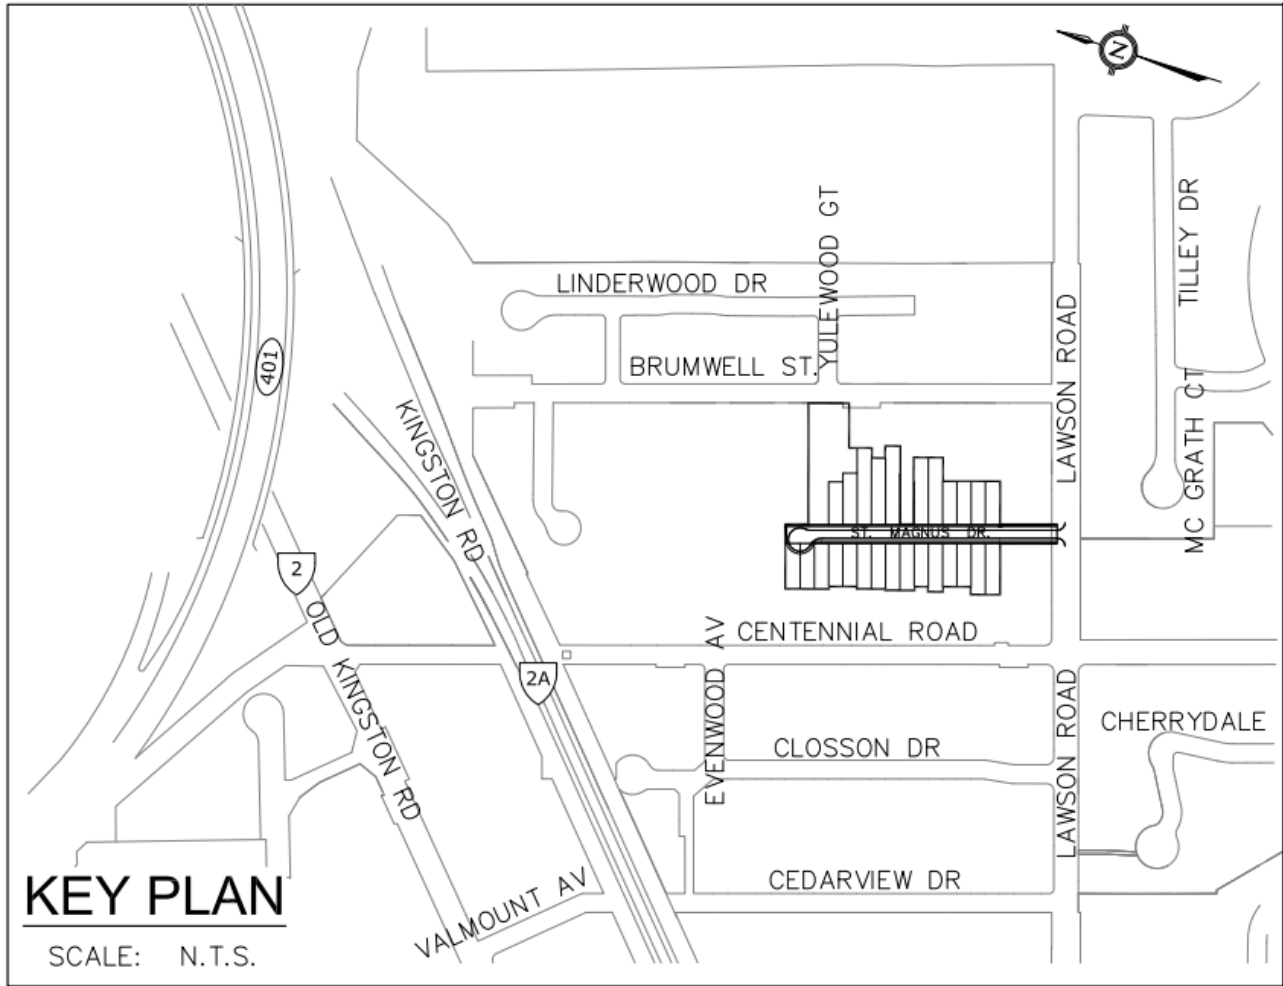 N
YULEWOOD GT
TILLEY DR
LINDERWOOD DR
LAWSON ROAD
401
BRUMWELL ST.
MC GRATH CT
KINGSTON RD
ST. MAGNUS DR.
2
OLD KINGSTON RD
EVENWOOD AV
CENTENNIAL ROAD
2A
LAWSON ROAD
CHERRYDALE
CLOSSON DR
CEDARVIEW DR
VALMOUNT AV
KEY PLAN
SCALE: N.T.S.